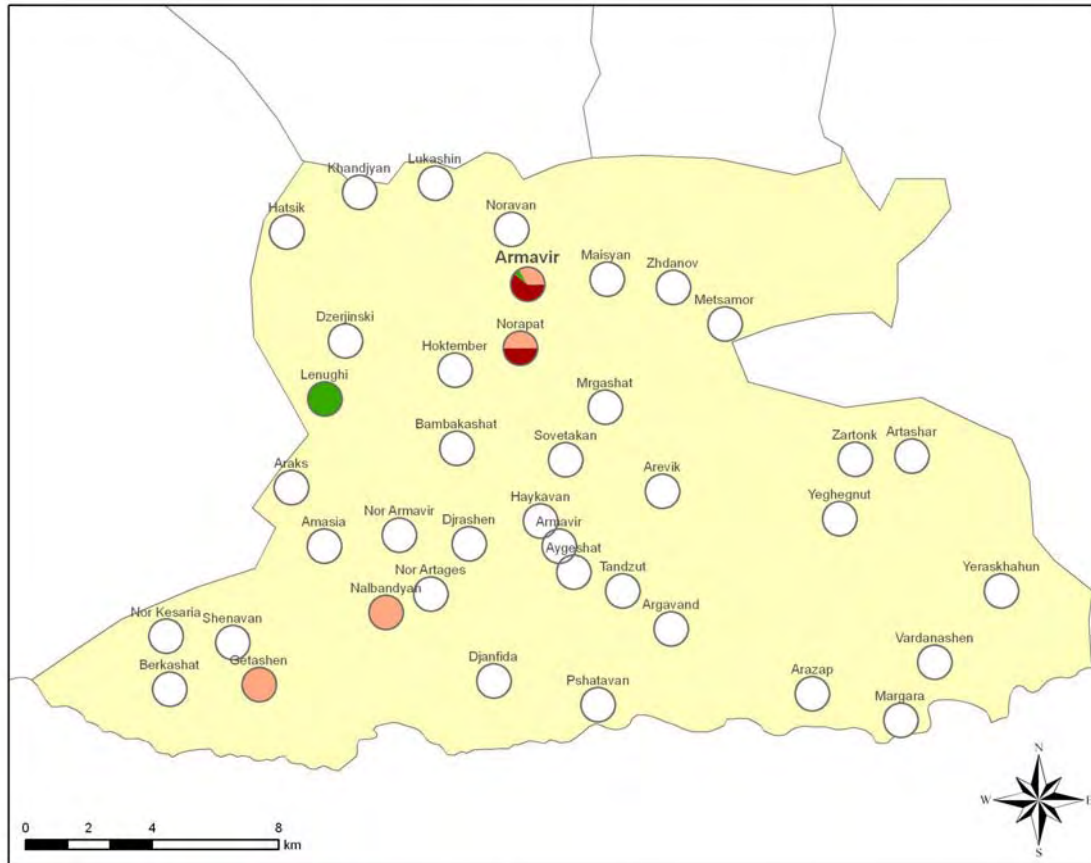 Khandjyan
Lukashin
Hatsik
Noravan
Armavir
Maisyan
Zhdanov
Metsamor
Dzerjinski
Norapat
Hoktember
Lenughi
Mrgashat
Bambakashat
Sovetakan
Zartonk
Artashar
Araks
Arevik
Yeghegnut
Haykavan
Nor Armavir
Djrashen
Armavir
Amasia
Aygeshat
Tandzut
Nor Artages
Nalbandyan
Yeraskhahun
Argavand
Nor Kesaria
Shenavan
Vardanashen
Getashen
Berkashat
Djanfida
Arazap
Pshatavan
Margara
N
W
E
S
0 2 4 8
km